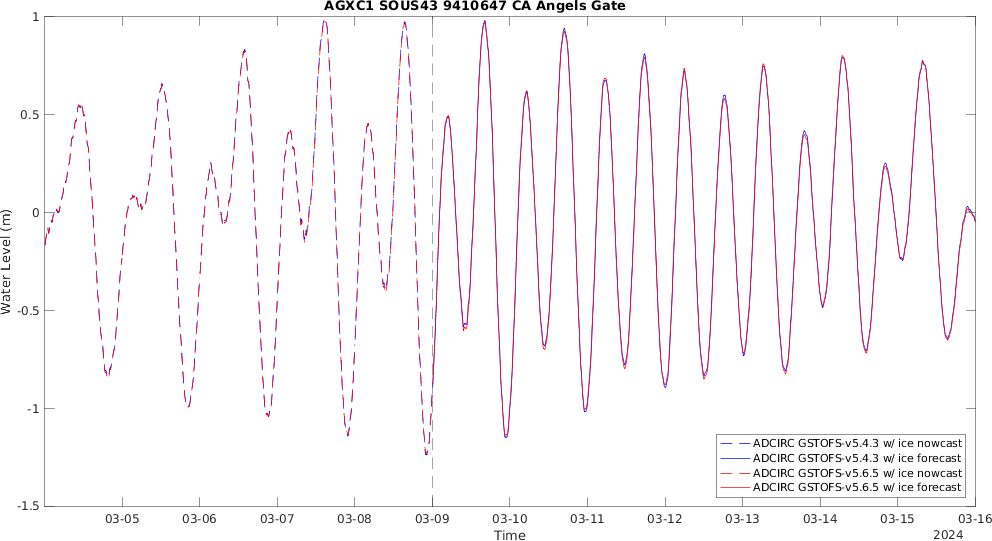 AGXC1 SOUS43 9410647 CA Angels Gate
1
0.5
0
-0.5
-1
-1.5
Water Level (m)
ADCIRC GSTOFS-v5.4.3 w/ ice nowcast
ADCIRC GSTOFS-v5.4.3 w/ ice forecast
ADCIRC GSTOFS-v5.6.5 w/ ice nowcast
ADCIRC GSTOFS-v5.6.5 w/ ice forecast
03-05 03-06 03-07 03-08 03-09 03-10 03-11 03-12 03-13 03-14 03-15 03-16
Time
2024